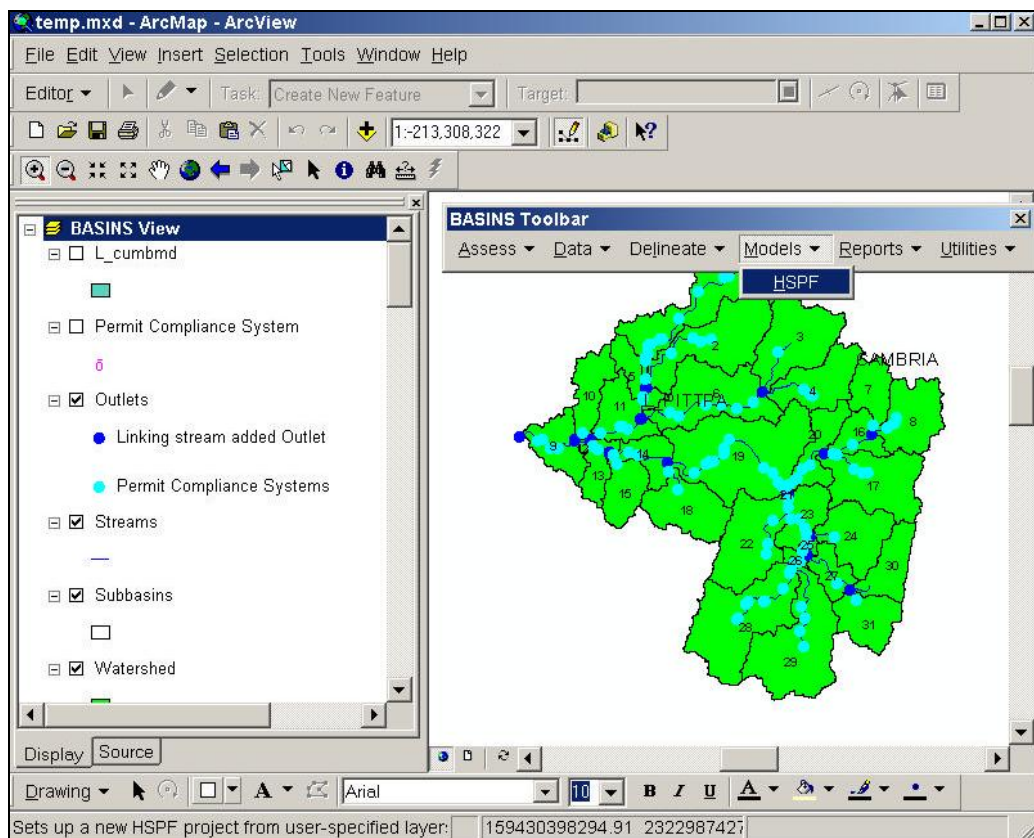 temp.mxd - ArcMap - ArcView
File Edit View Insert Selection Tools Window Help
Editor Task: Create New Feature Target:
1:-213,308,322
BASINS View
L_cumbmd
Permit Compliance System
Outlets
Linking stream added Outlet
Permit Compliance Systems
Streams
Subbasins
Watershed
Display Source
BASINS Toolbar
Assess Data Delineate Models Reports Utilities
HSPF
2
3
AMBRIA
5
4
7
10
11
6
PITTPA
8
16
20
9
14
19
13
17
15
18
21
23
22
25
24
26
30
27
28
31
29
Drawing A Arial 10 B I U A
Sets up a new HSPF project from user-specified layer: 159430398294.91 2322987427